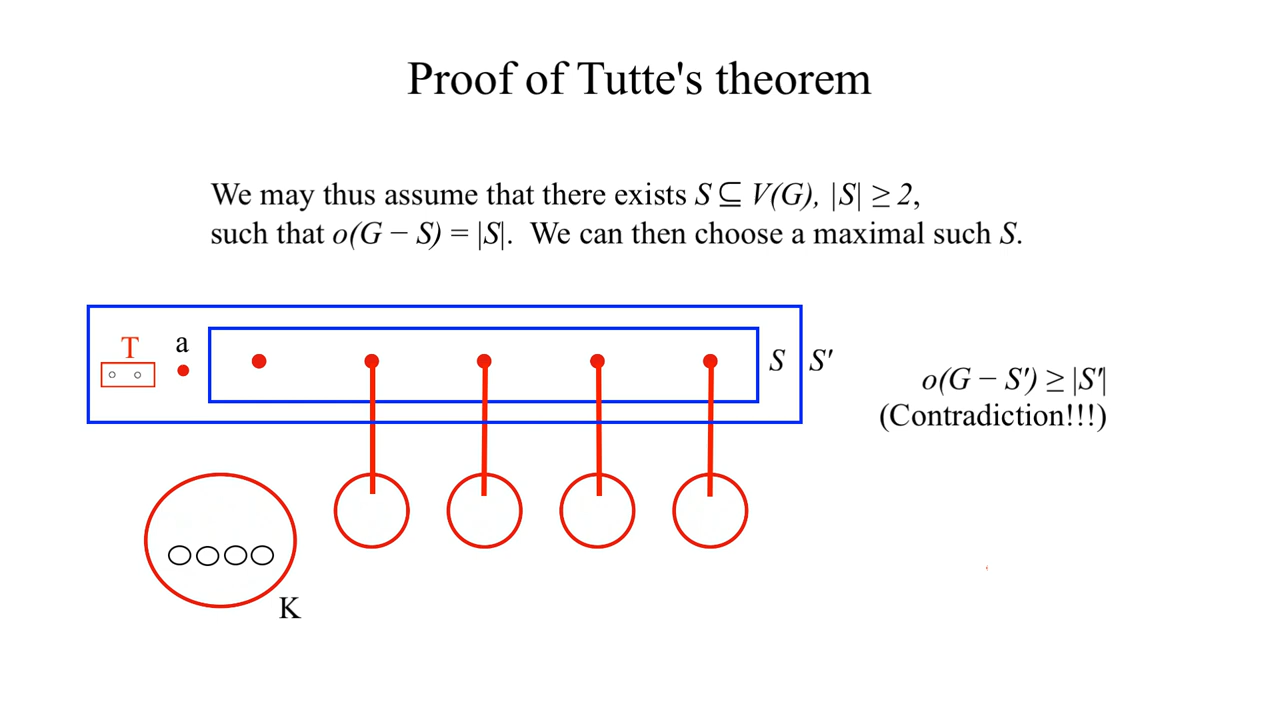 Proof of Tutte's theorem
We may thus assume that there exists S ⊆ V(G), |S| ≥ 2,
such that o(G − S) = |S|. We can then choose a maximal such S.
T
a
S
S′
o(G − S′) ≥ |S′|
(Contradiction!!!)
K